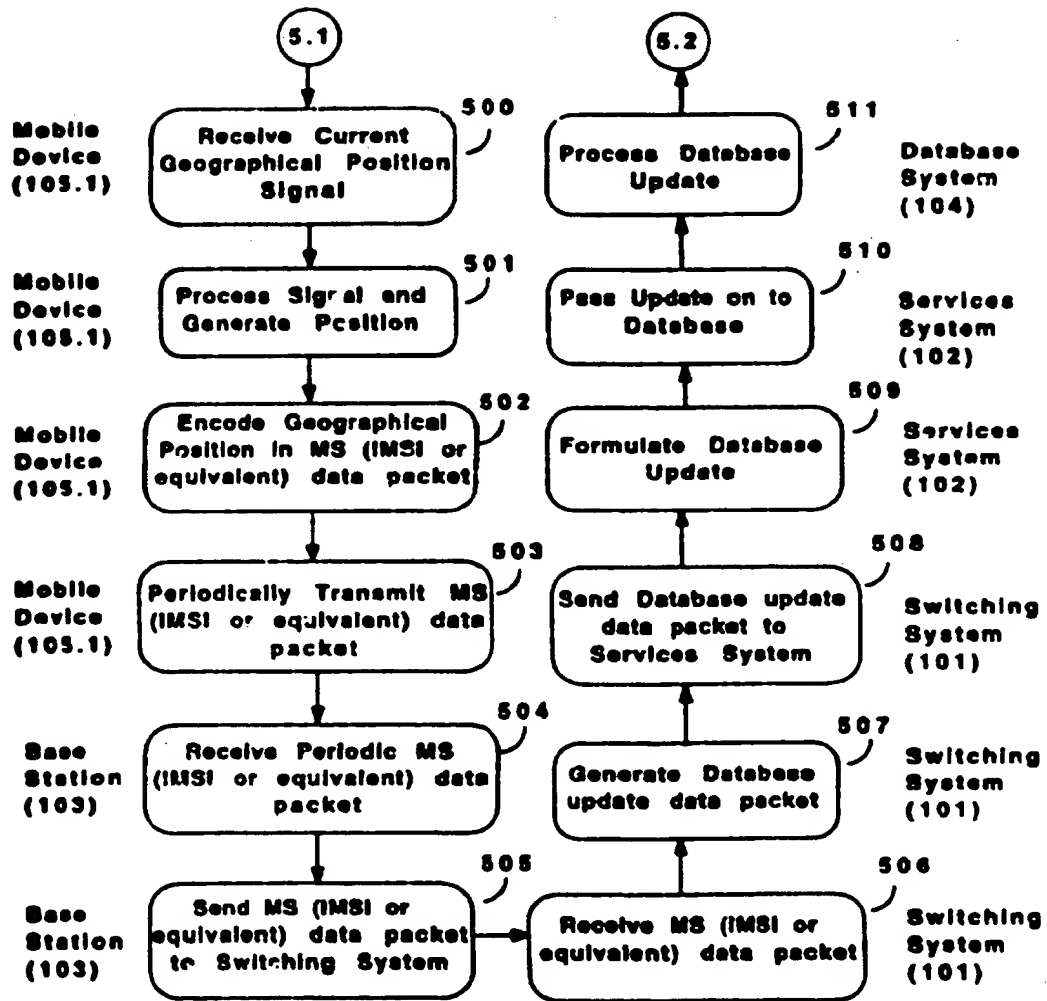 5.1
5.2
Mobile
Device
(105.1)
Receive Current
Geographical Position
Signal
500
Mobile
Device
(105.1)
Process Signal and
Generate Position
501
Mobile
Device
(105.1)
Encode Geographical
Position in MS (IMSI or
equivalent) data packet
502
Mobile
Device
(105.1)
Periodically Transmit MS
(IMSI or equivalent) data
packet
503
Base
Station
(103)
Receive Periodic MS
(IMSI or equivalent) data
packet
504
Base
Station
(103)
Send MS (IMSI or
equivalent) data packet
to Switching System
505
Receive MS (IMSI or
equivalent) data packet
506
Switching
System
(101)
Generate Database
update data packet
507
Switching
System
(101)
Send Database update
data packet to
Services System
508
Switching
System
(101)
Formulate Database
Update
509
Services
System
(102)
Pass Update on to
Database
510
Services
System
(102)
Process Database
Update
511
Database
System
(104)